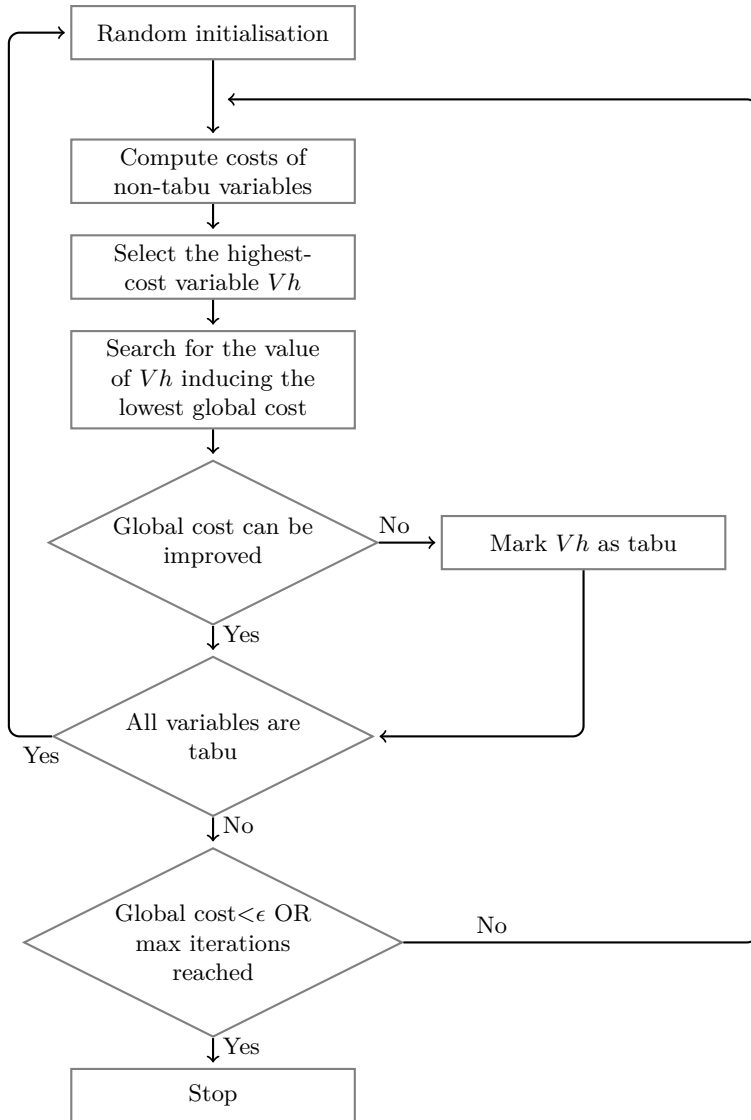 Random initialisation
Compute costs of
non-tabu variables
Select the highest-
cost variable Vh
Search for the value
of Vh inducing the
lowest global cost
Global cost can be
improved
No
Mark Vh as tabu
Yes
All variables are
tabu
Yes
No
Global cost<ϵ OR
max iterations
reached
No
Yes
Stop